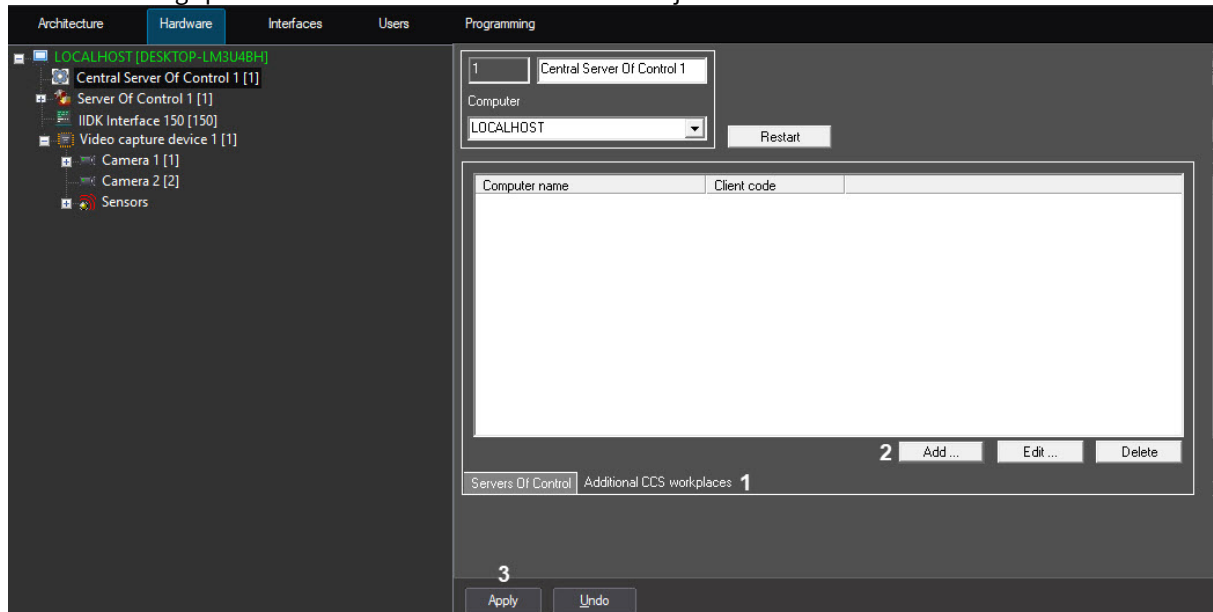 Architecture Hardware Interfaces Users Programming
LOCALHOST [DESKTOP-LM3U4BH]
Central Server Of Control 1 [1]
Server Of Control 1 [1]
IIDK Interface 150 [150]
Video capture device 1 [1]
Camera 1 [1]
Camera 2 [2]
Sensors
1 Central Server Of Control 1
Computer
LOCALHOST Restart
Computer name Client code
2 Add ... Edit ... Delete
Servers Of Control Additional CCS workplaces 1
3
Apply Undo